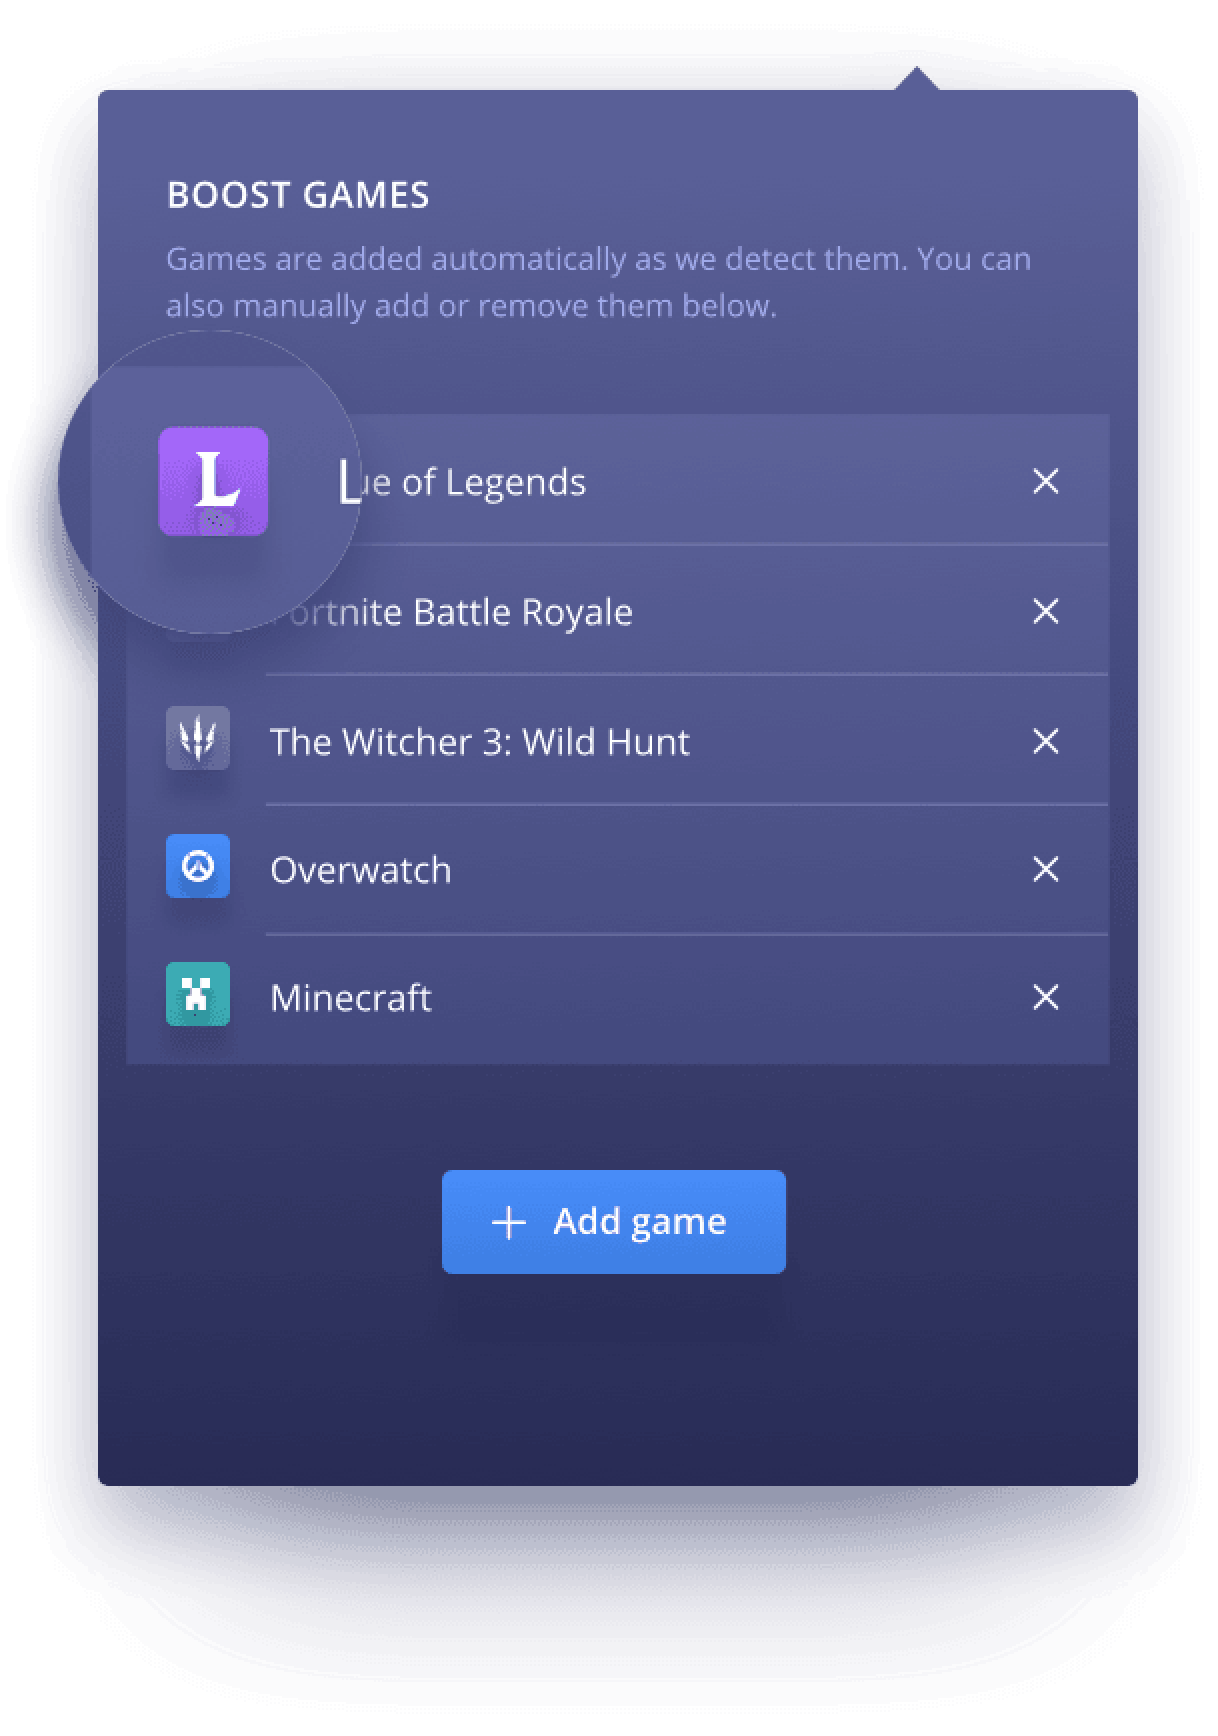 BOOST GAMES
Games are added automatically as we detect them. You can
also manually add or remove them below.
L
L
ue of Legends
ortnite Battle Royale
The Witcher 3: Wild Hunt
Overwatch
Minecraft
+ Add game